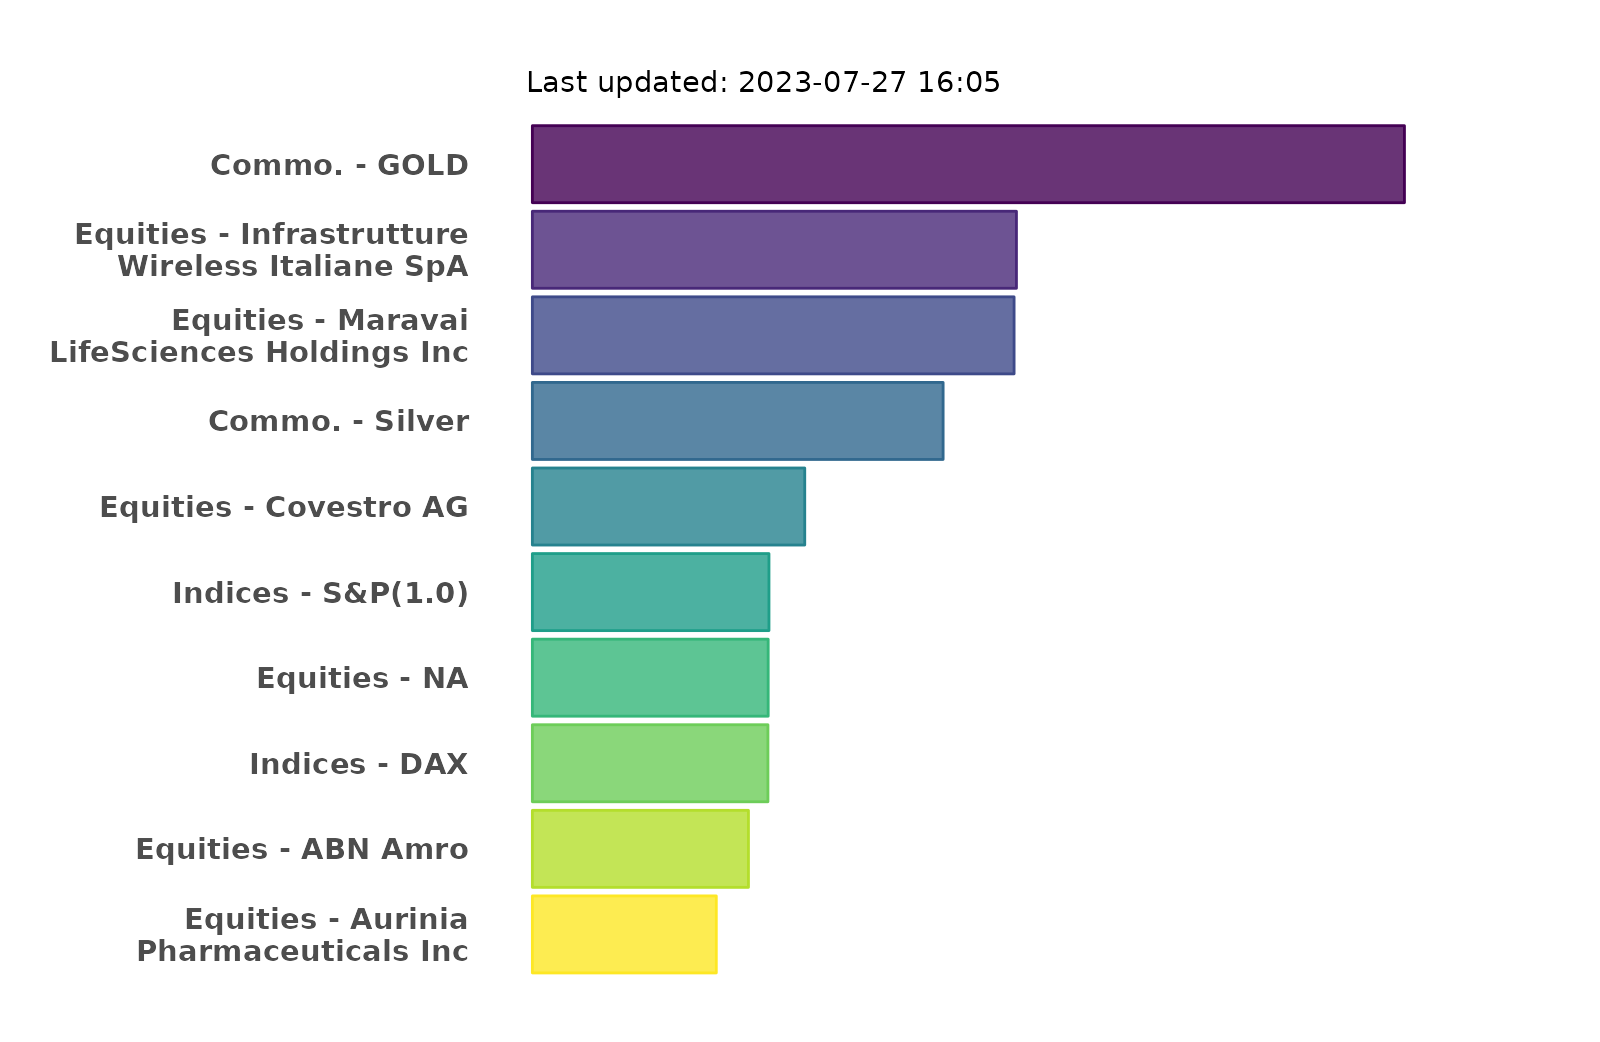 Last updated: 2023-07-27 16:05
Commo. - GOLD
Equities - Infrastrutture
Wireless Italiane SpA
Equities - Maravai
LifeSciences Holdings Inc
Commo. - Silver
Equities - Covestro AG
Indices - S&P(1.0)
Equities - NA
Indices - DAX
Equities - ABN Amro
Equities - Aurinia
Pharmaceuticals Inc